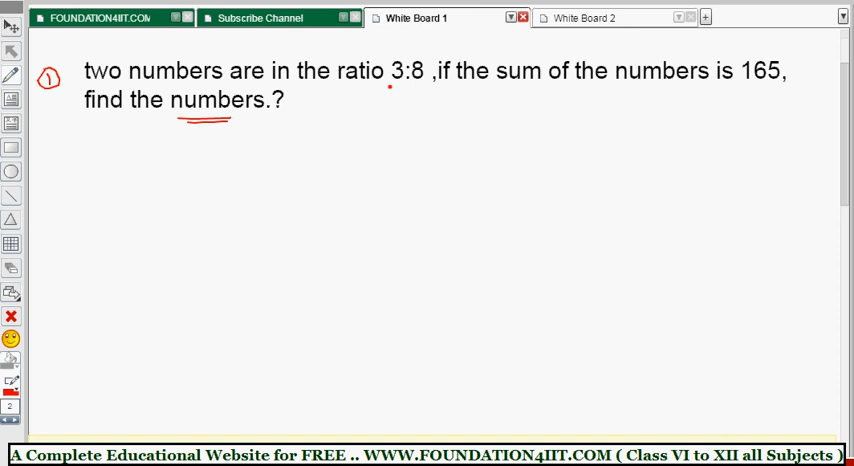 FOUNDATION4IIT.COM
Subscribe Channel
White Board 1
White Board 2
① two numbers are in the ratio 3:8 ,if the sum of the numbers is 165,
find the numbers.?
2
A Complete Educational Website for FREE .. WWW.FOUNDATION4IIT.COM ( Class VI to XII all Subjects )